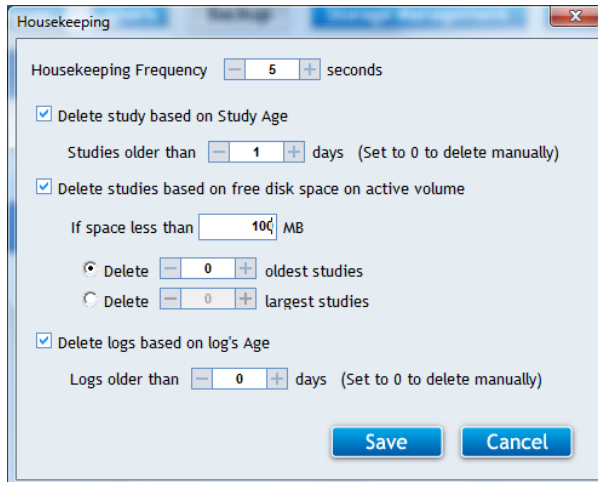 Backup
Housekeeping
Housekeeping Frequency 5 seconds
Delete study based on Study Age
Studies older than 1 days (Set to 0 to delete manually)
Delete studies based on free disk space on active volume
If space less than 100 MB
Delete 0 oldest studies
Delete 0 largest studies
Delete logs based on log's Age
Logs older than 0 days (Set to 0 to delete manually)
Save Cancel